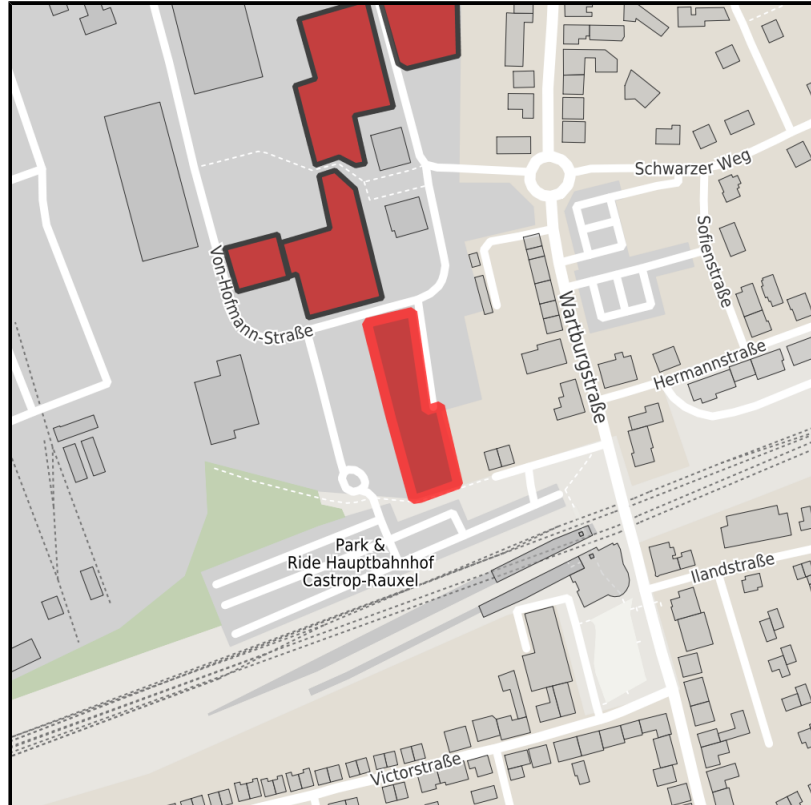 Schwarzer Weg
Sofienstraße
Von-Hofmann-Straße
Wartburgstraße
Hermannstraße
Park &
Ride Hauptbahnhof
Castrop-Rauxel
Ilandstraße
Victorstraße